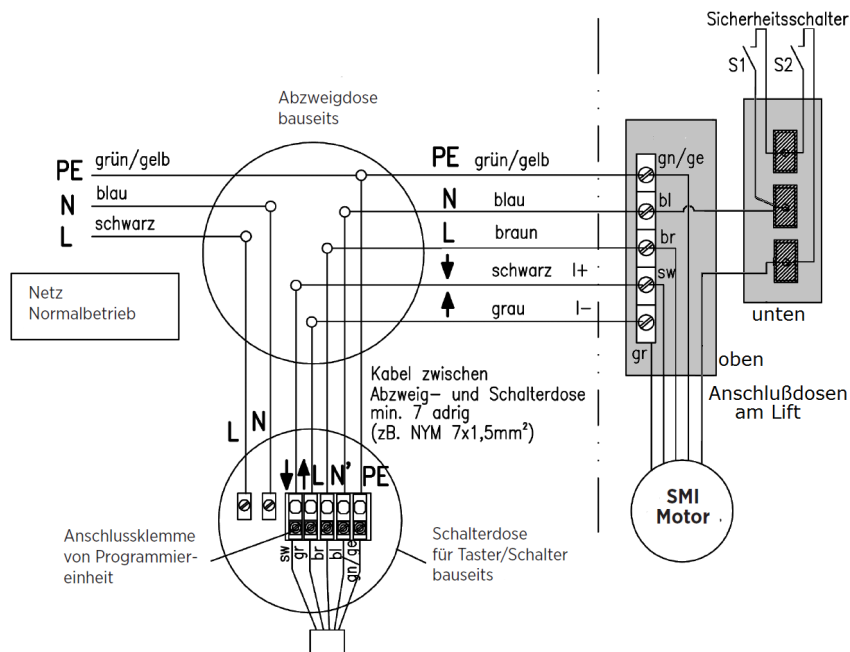 Sicherheitsschalter
S1
S2
Abzweigdose
bauseits
PE
grün/gelb
N
blau
L
schwarz
PE
grün/gelb
N
blau
L
braun
schwarz
I+
grau
I-
gn/ge
bl
br
sw
gr
unten
oben
Anschlußdosen
am Lift
Netz
Normalbetrieb
Kabel zwischen
Abzweig- und Schalterdose
min. 7 adrig
(zB. NYM 7x1,5mm²)
L
N
L
N'
PE
SMI
Motor
Anschlussklemme
von Programmier-
einheit
sw
gr
br
bl
gn/ge
Schalterdose
für Taster/Schalter
bauseits